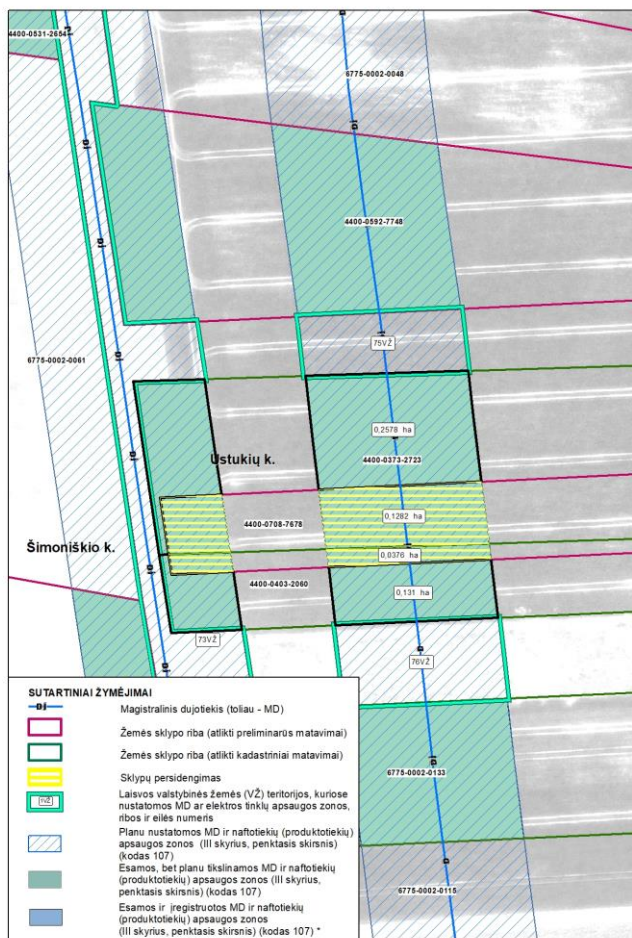 4400-0531-2654
6775-0002-0048
4400-0592-7748
6775-0002-0061
75VŽ
0,2578 ha
Ustukių k.
4400-0373-2723
0,1282 ha
4400-0708-7678
Šimoniškio k.
0,0376 ha
4400-0403-2060
0,131 ha
73VŽ
76VŽ
6775-0002-0133
6775-0002-0115
SUTARTINIAI ŽYMĖJIMAI
Magistralinis dujotiekis (toliau - MD)
Žemės sklypo riba (atlikti preliminarūs matavimai)
Žemės sklypo riba (atlikti kadastriniai matavimai)
Sklypų persidengimas
Laisvos valstybinės žemės (VŽ) teritorijos, kuriose
nustatomos MD ar elektros tinklų apsaugos zonos,
ribos ir eilės numeris
Planu nustatomos MD ir naftotiekių (produktotiekių)
apsaugos zonos (III skyrius, penktasis skirsnis)
(kodas 107)
Esamos, bet planu tikslinamos MD ir naftotiekių
(produktotiekių) apsaugos zonos (III skyrius,
penktasis skirsnis) (kodas 107)
Esamos ir įregistruotos MD ir naftotiekių
(produktotiekių) apsaugos zonos
(III skyrius, penktasis skirsnis) (kodas 107) *